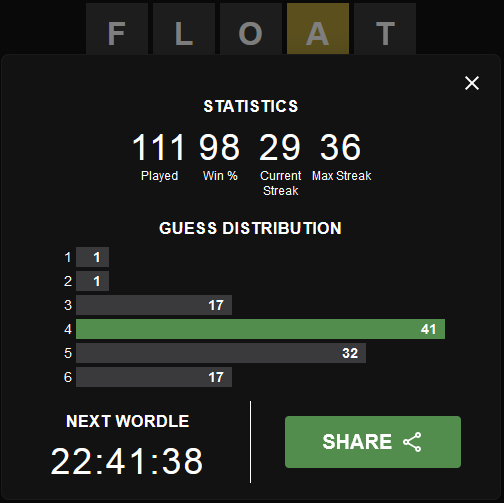 F L O A T
STATISTICS
111 98 29 36
Played Win % Current Streak Max Streak
GUESS DISTRIBUTION
1 1
2 1
3 17
4 41
5 32
6 17
NEXT WORDLE
22:41:38
SHARE